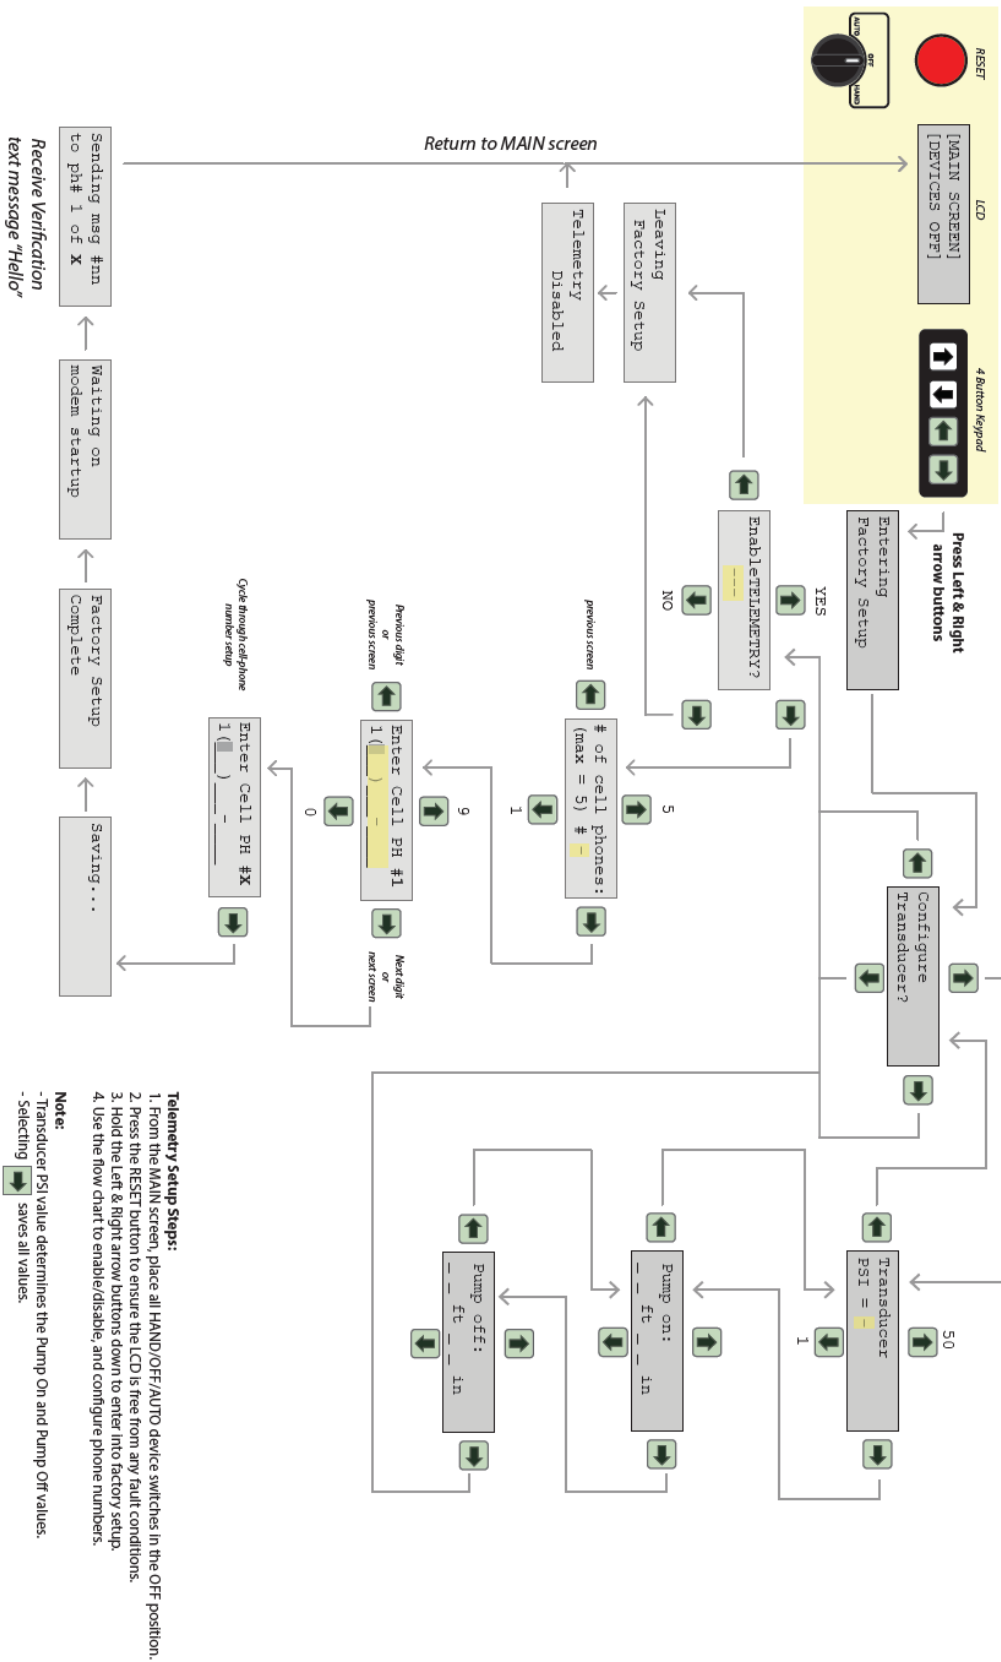 RESET
AUTO
OFF
HAND
LCD
[MAIN SCREEN]
[DEVICES OFF]
4 Button Keypad
Press Left & Right
arrow buttons
Entering
Factory Setup
Configure
Transducer?
Transducer
PSI = -
50
1
Pump on:
_ _ ft _ _ in
Pump off:
_ _ ft _ _ in
EnableTELEMETRY?
---
YES
NO
Leaving
Factory Setup
Telemetry
Disabled
Return to MAIN screen
# of cell phones:
(max = 5) # -
5
1
previous screen
Enter Cell PH #1
1(___)___-____
9
0
Previous digit
or
previous screen
Next digit
or
next screen
Enter Cell PH #X
1(___)___-____
Cycle through cell-phone
number setup
Saving...
Factory Setup
Complete
Waiting on
modem startup
Sending msg #nn
to ph# 1 of X
Receive Verification
text message "Hello"
Telemetry Setup Steps:
1. From the MAIN screen, place all HAND/OFF/AUTO device switches in the OFF position.
2. Press the RESET button to ensure the LCD is free from any fault conditions.
3. Hold the Left & Right arrow buttons down to enter into factory setup.
4. Use the flow chart to enable/disable, and configure phone numbers.
Note:
- Transducer PSI value determines the Pump On and Pump Off values.
- Selecting saves all values.